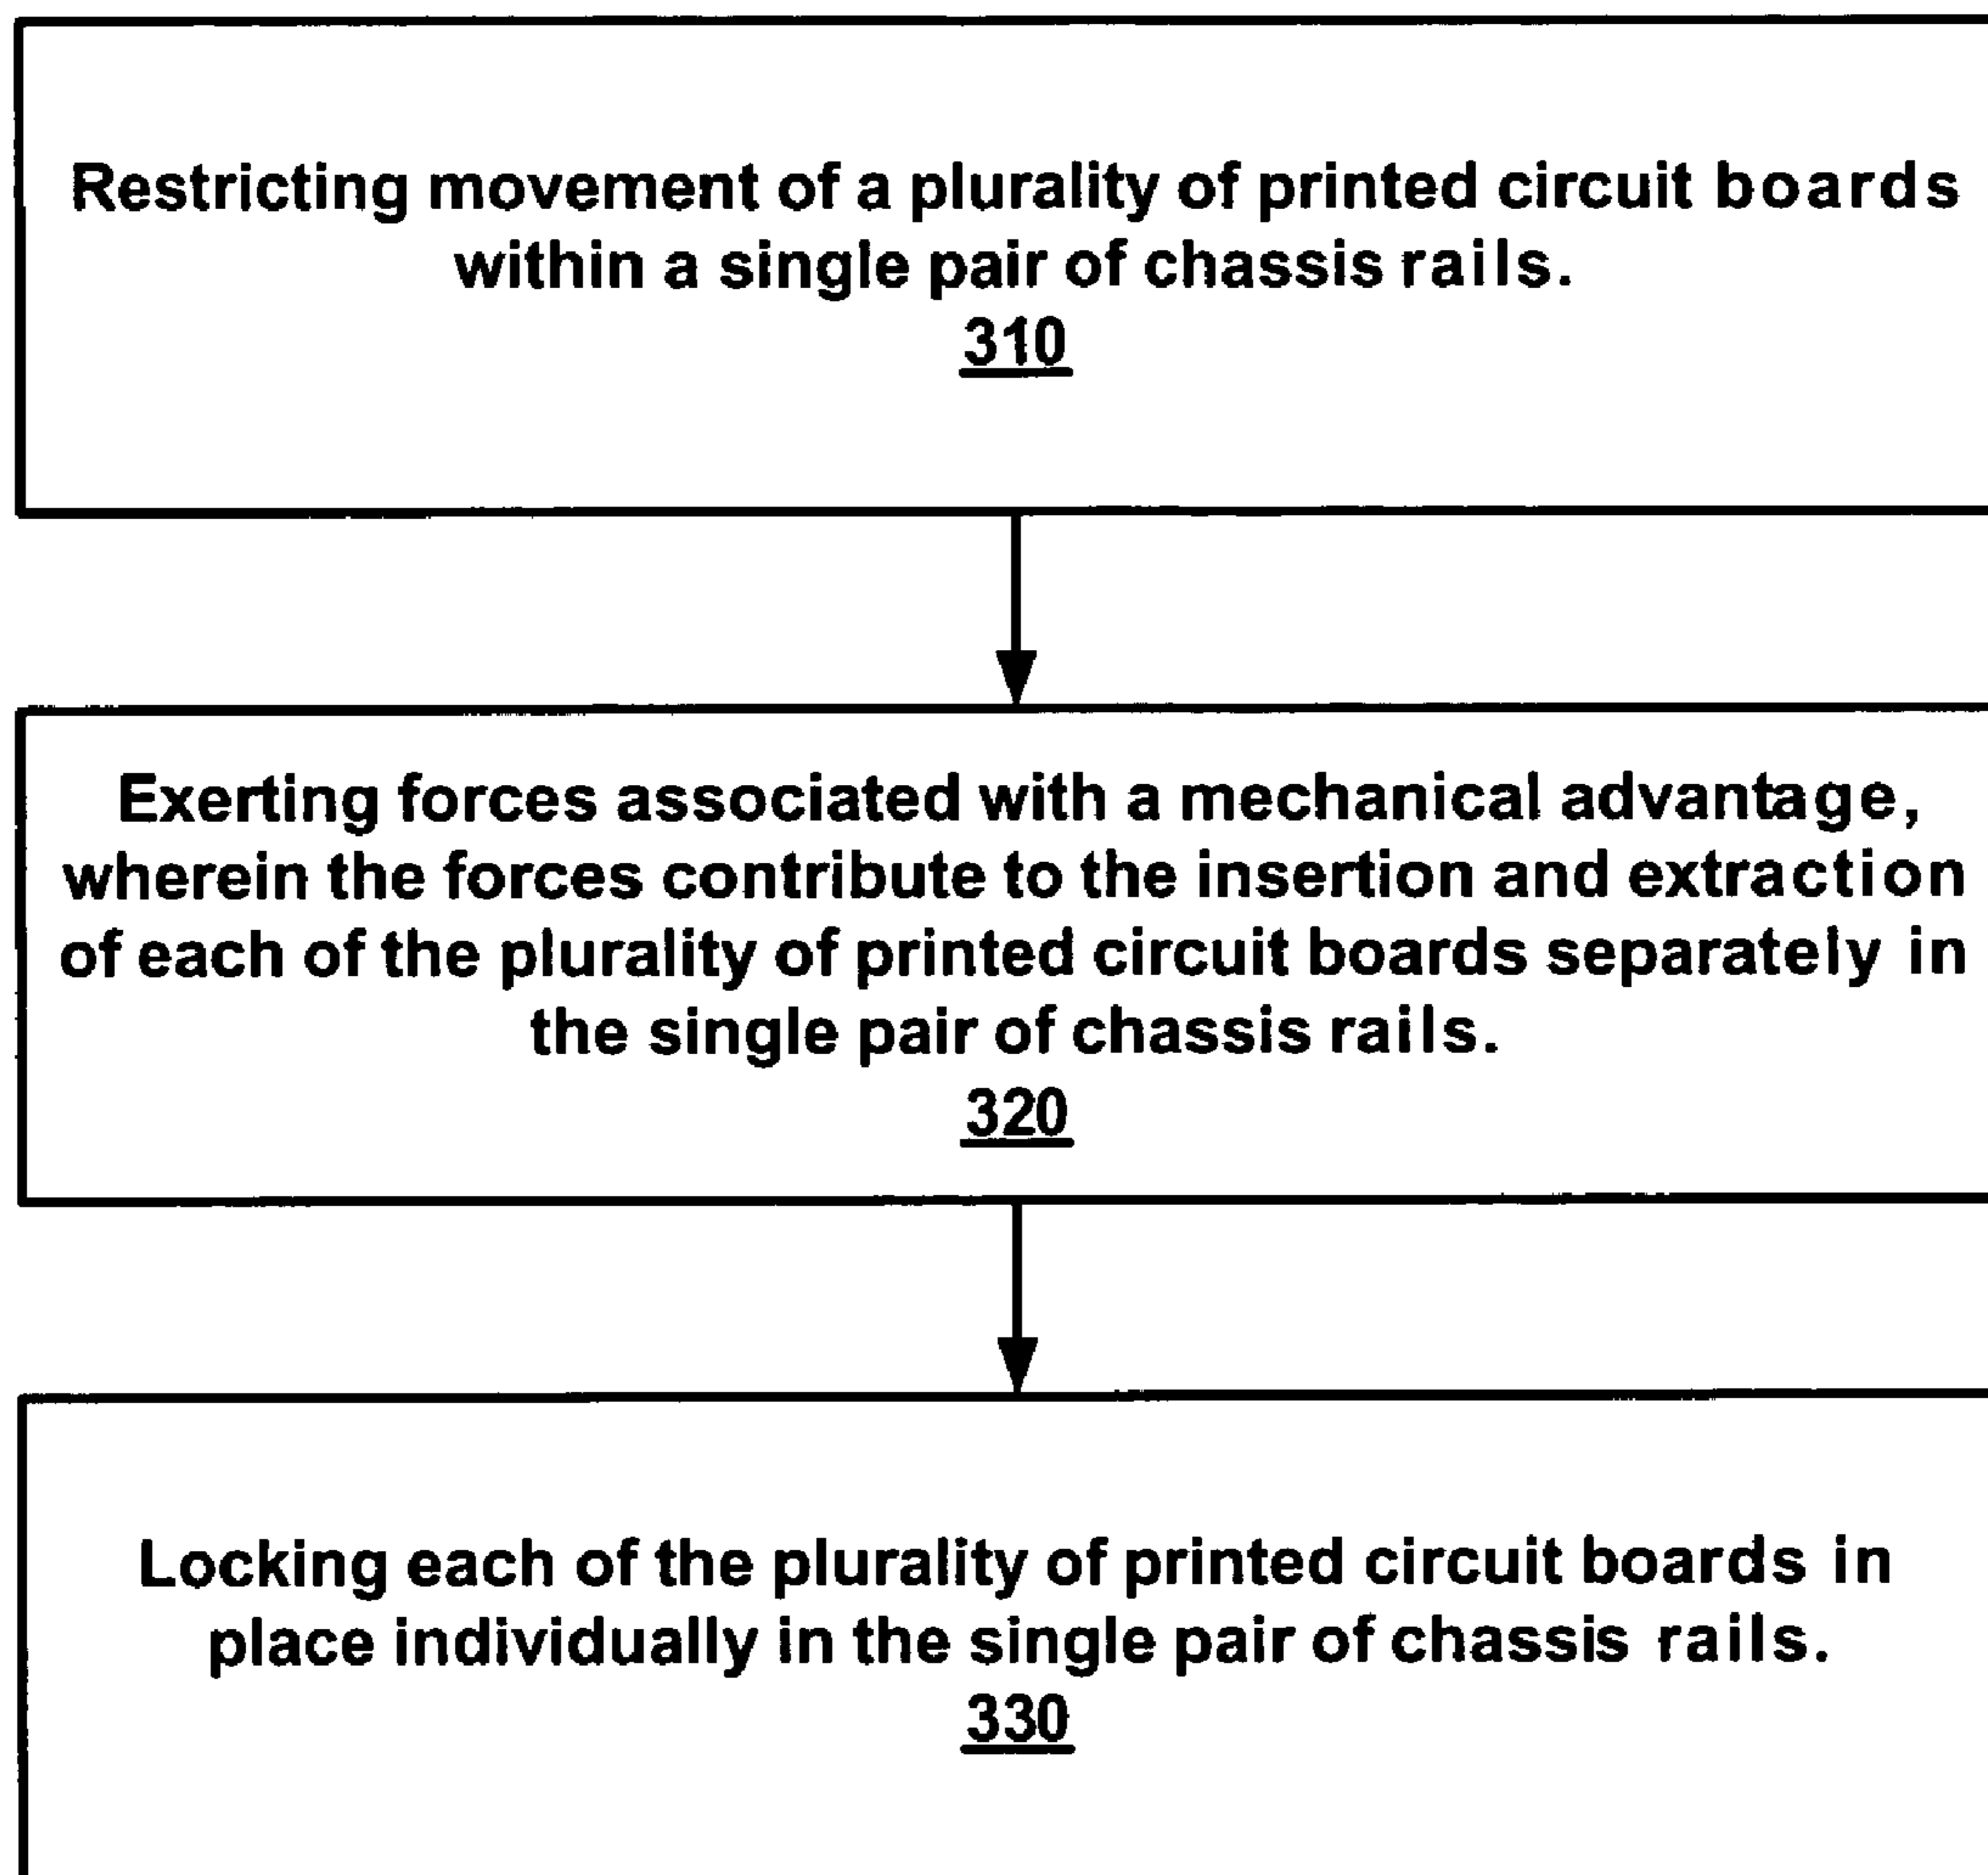 Restricting movement of a plurality of printed circuit boards
within a single pair of chassis rails.
310
Exerting forces associated with a mechanical advantage,
wherein the forces contribute to the insertion and extraction
of each of the plurality of printed circuit boards separately in
the single pair of chassis rails.
320
Locking each of the plurality of printed circuit boards in
place individually in the single pair of chassis rails.
330